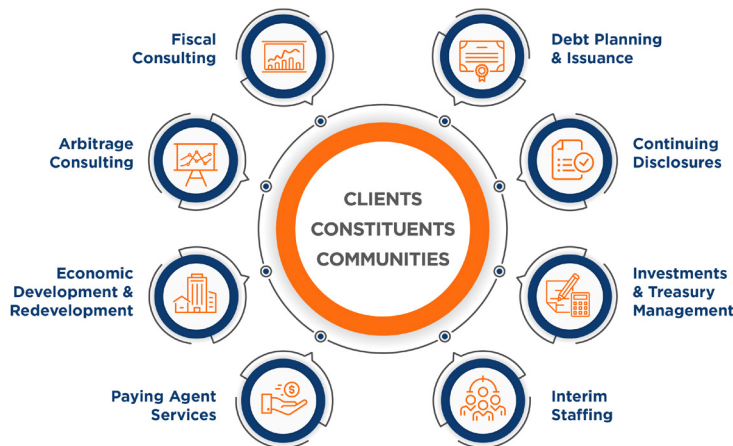 Fiscal
Consulting
Debt Planning
& Issuance
Arbitrage
Consulting
Continuing
Disclosures
CLIENTS
CONSTITUENTS
COMMUNITIES
Economic
Development &
Redevelopment
Investments
& Treasury
Management
Paying Agent
Services
Interim
Staffing
$